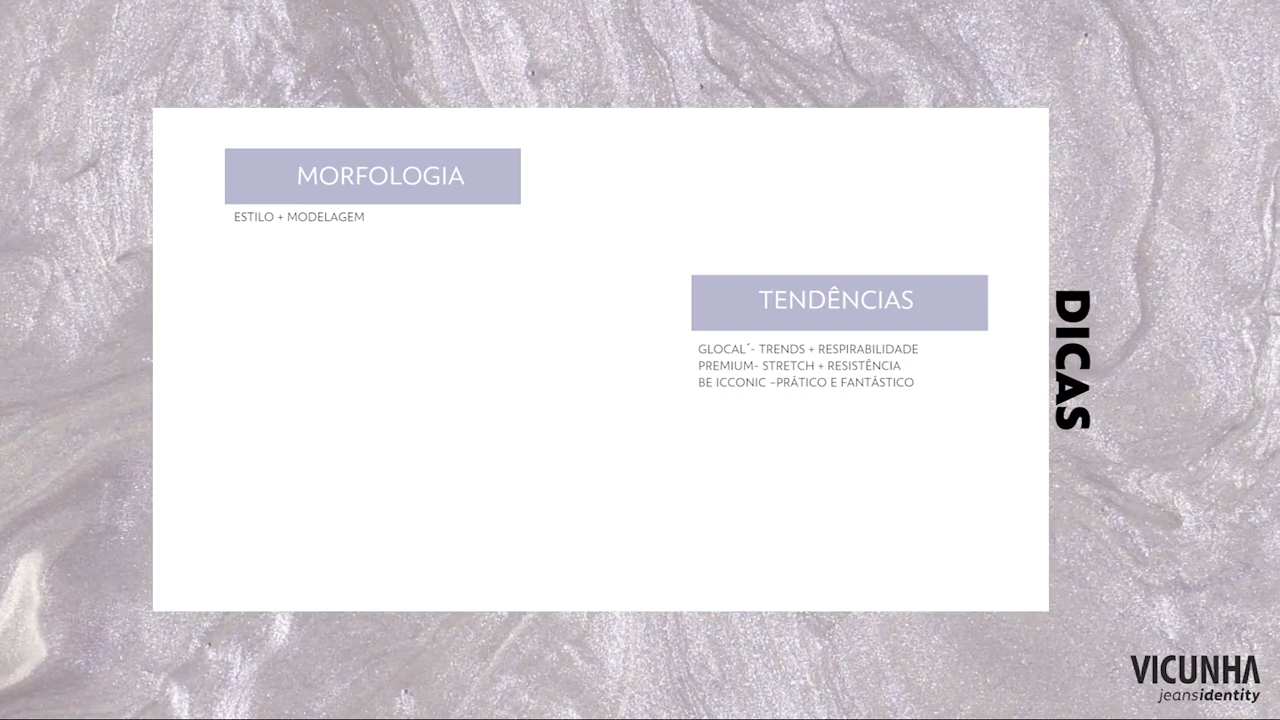 MORFOLOGIA
ESTILO + MODELAGEM
TENDÊNCIAS
GLOCAL´- TRENDS + RESPIRABILIDADE
PREMIUM- STRETCH + RESISTÊNCIA
BE ICCONIC –PRÁTICO E FANTÁSTICO
DICAS
VICUNHA
jeansidentity